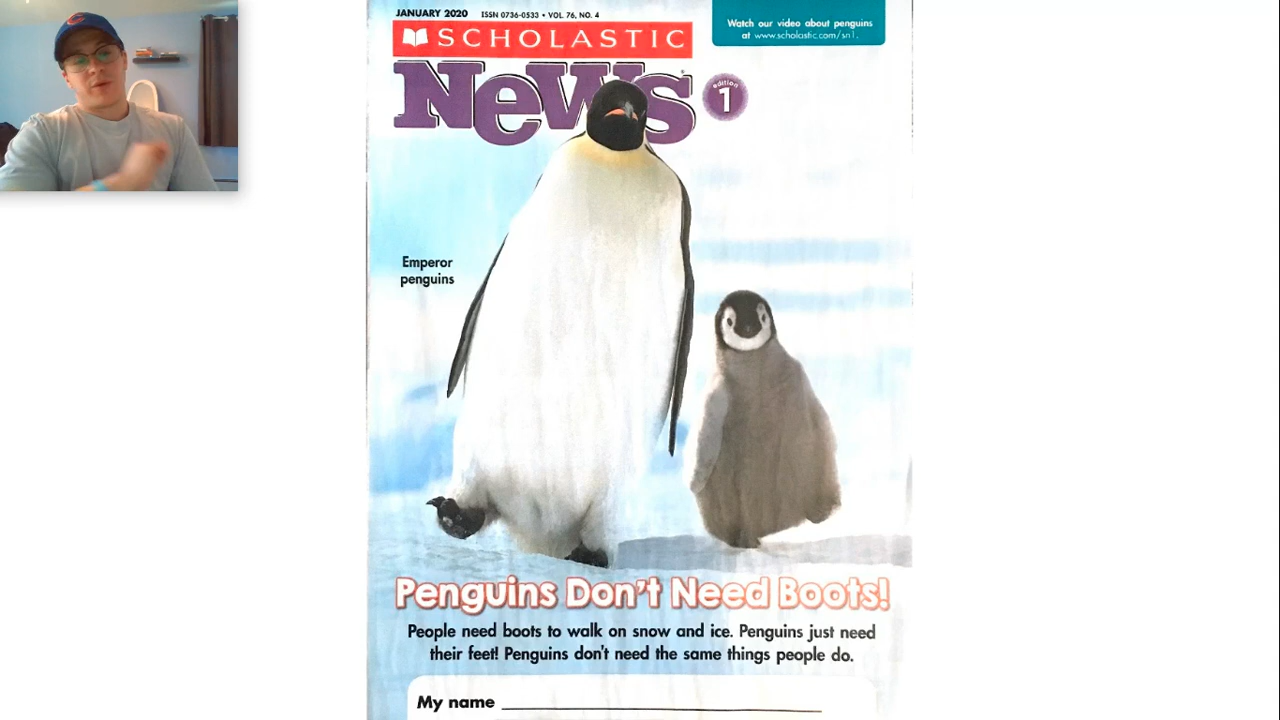 JANUARY 2020 ISSN 0736-0533 • VOL. 76, NO. 4
Watch our video about penguins
at www.scholastic.com/sn1.
SCHOLASTIC
News
edition
1
Emperor
penguins
Penguins Don't Need Boots!
People need boots to walk on snow and ice. Penguins just need
their feet! Penguins don't need the same things people do.
My name